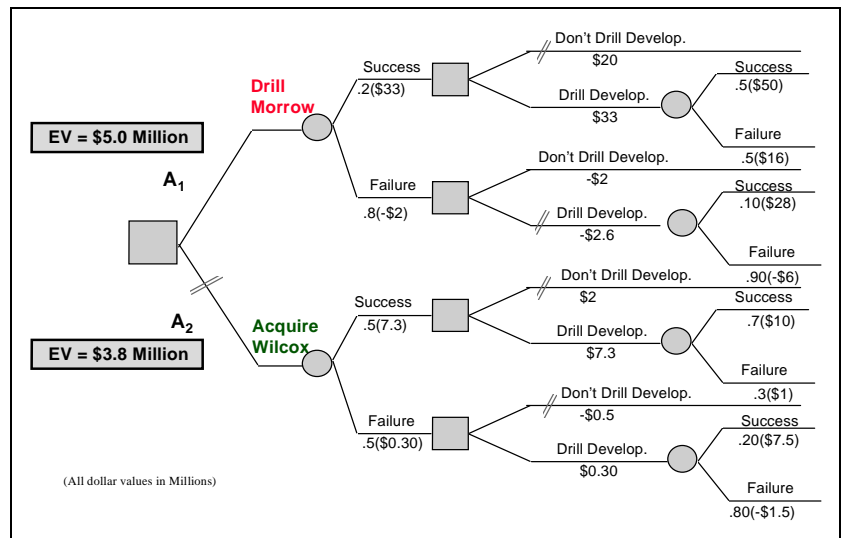 Don't Drill Develop.
$20
Success
.2($33)
Drill
Morrow
Success
.5($50)
Drill Develop.
$33
EV = $5.0 Million
Failure
.5($16)
Don't Drill Develop.
-$2
A1
Failure
.8(-$2)
Success
.10($28)
Drill Develop.
-$2.6
Failure
.90(-$6)
Don't Drill Develop.
$2
Success
.5(7.3)
Success
.7($10)
A2
Acquire
Wilcox
Drill Develop.
$7.3
EV = $3.8 Million
Failure
.3($1)
Don't Drill Develop.
-$0.5
Failure
.5($0.30)
Success
.20($7.5)
Drill Develop.
$0.30
(All dollar values in Millions)
Failure
.80(-$1.5)